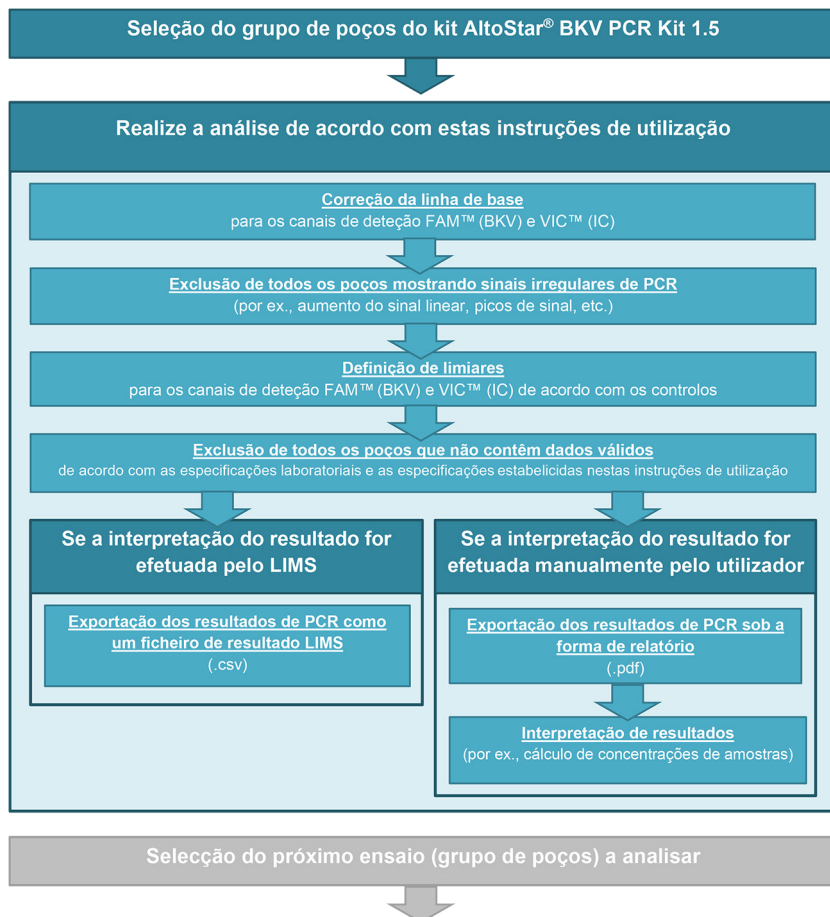 Seleção do grupo de poços do kit AltoStar® BKV PCR Kit 1.5
Realize a análise de acordo com estas instruções de utilização
Correção da linha de base
para os canais de deteção FAM™ (BKV) e VIC™ (IC)
Exclusão de todos os poços mostrando sinais irregulares de PCR
(por ex., aumento do sinal linear, picos de sinal, etc.)
Definição de limiares
para os canais de deteção FAM™ (BKV) e VIC™ (IC) de acordo com os controlos
Exclusão de todos os poços que não contêm dados válidos
de acordo com as especificações laboratoriais e as especificações estabelicidas nestas instruções de utilização
Se a interpretação do resultado for
efetuada pelo LIMS
Exportação dos resultados de PCR como
um ficheiro de resultado LIMS
(.csv)
Se a interpretação do resultado for
efetuada manualmente pelo utilizador
Exportação dos resultados de PCR sob a
forma de relatório
(.pdf)
Interpretação de resultados
(por ex., cálculo de concentrações de amostras)
Selecção do próximo ensaio (grupo de poços) a analisar